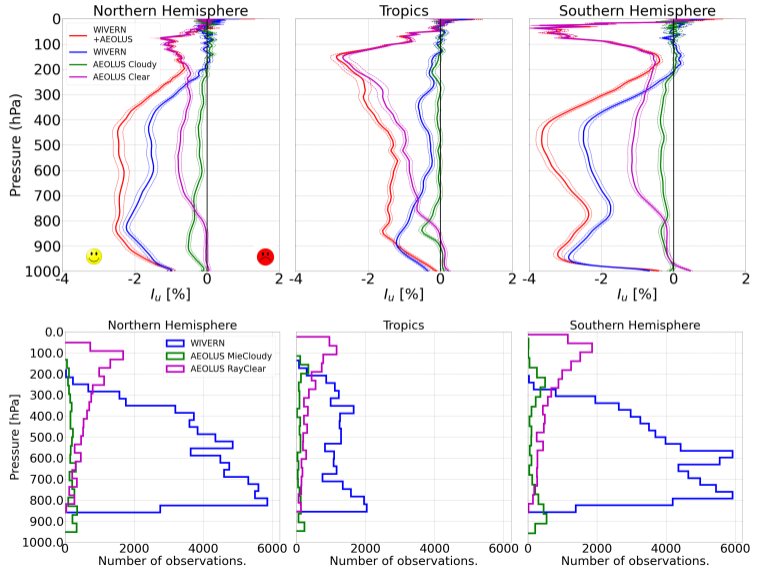 Northern Hemisphere
Tropics
Southern Hemisphere
Pressure (hPa)
0
100
200
300
400
500
600
700
800
900
1000
WIVERN
+AEOLUS
WIVERN
AEOLUS Cloudy
AEOLUS Clear
-4 -2 0 2
-2 0 2
-4 -2 0 2
I_u [%]
I_u [%]
I_u [%]
Northern Hemisphere
Tropics
Southern Hemisphere
Pressure [hPa]
0.0
100.0
200.0
300.0
400.0
500.0
600.0
700.0
800.0
900.0
1000.0
WIVERN
AEOLUS MieCloudy
AEOLUS RayClear
0 2000 4000 6000
0 2000 4000 6000
0 2000 4000 6000
Number of observations.
Number of observations.
Number of observations.